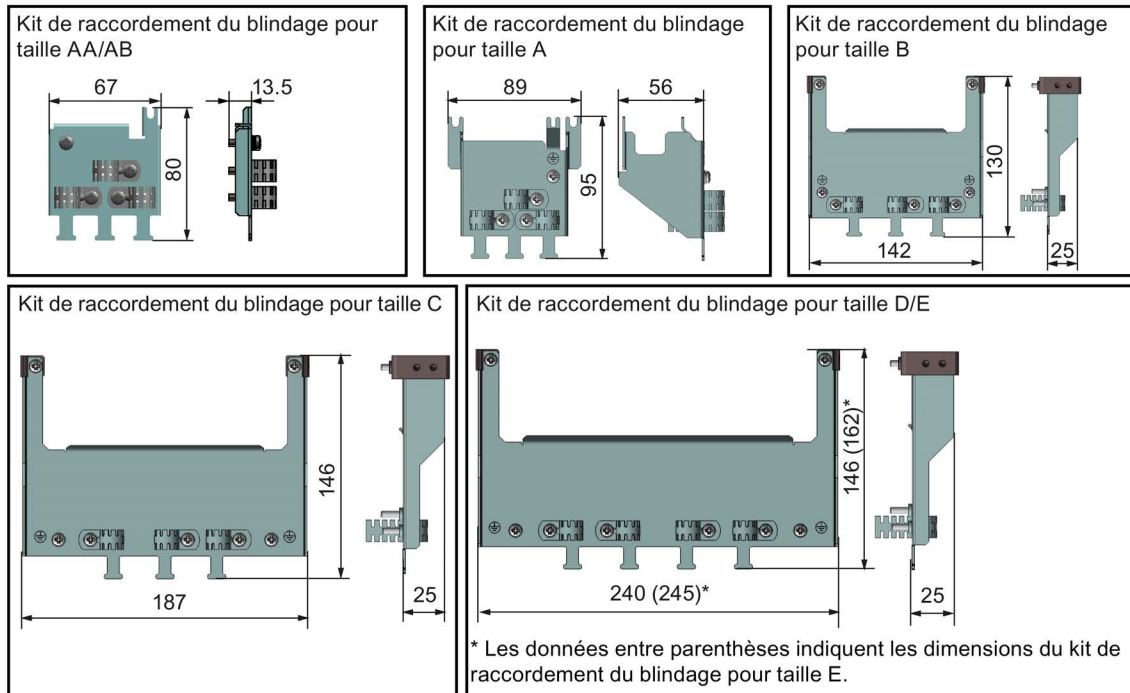 Kit de raccordement du blindage pour
taille AA/AB
67
13.5
80
Kit de raccordement du blindage
pour taille A
89
56
95
Kit de raccordement du blindage
pour taille B
130
142
25
Kit de raccordement du blindage pour taille C
146
187
25
Kit de raccordement du blindage pour taille D/E
146 (162)*
240 (245)*
25
* Les données entre parenthèses indiquent les dimensions du kit de
raccordement du blindage pour taille E.